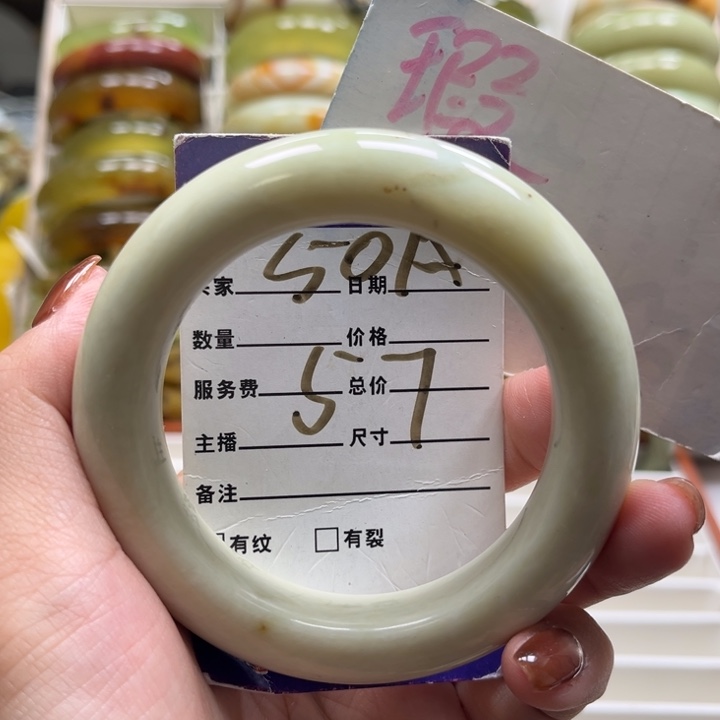 瑕
50A
家 日期
数量 价格
57
服务费 总价
主播 尺寸
备注
有纹 □有裂